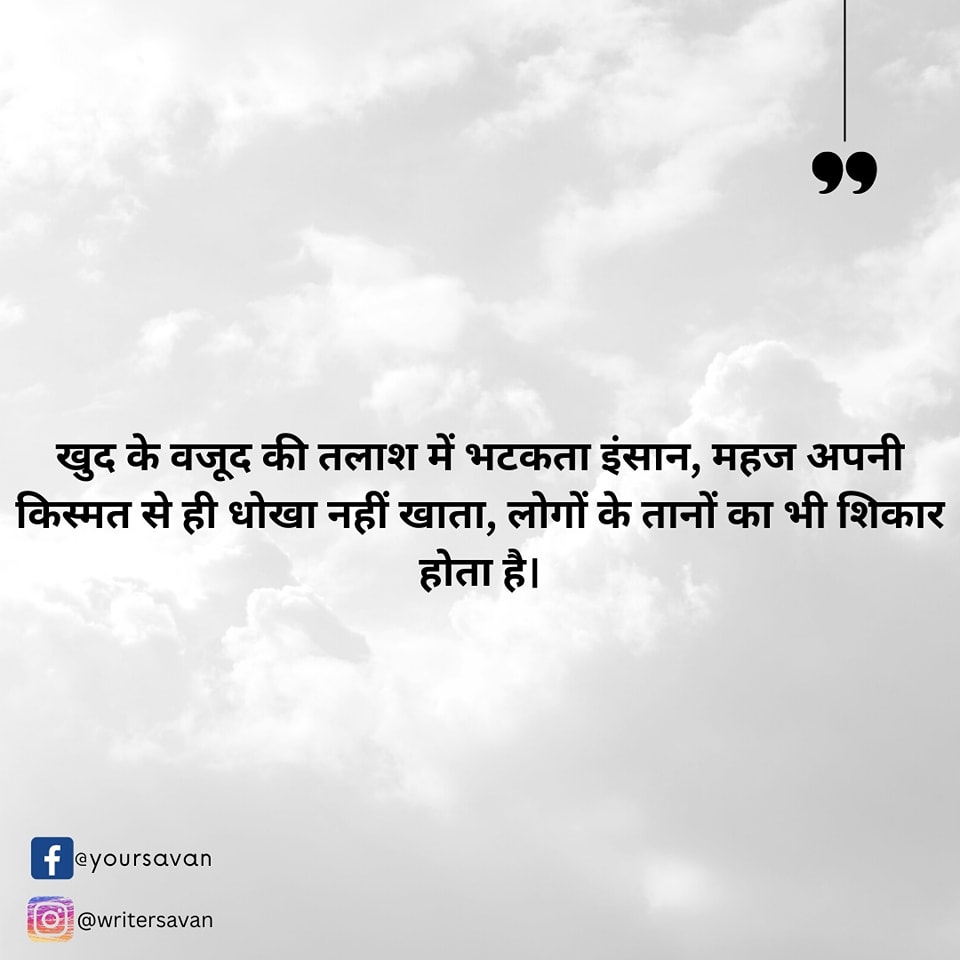 ❜❜
खुद के वजूद की तलाश में भटकता इंसान, महज अपनी
किस्मत से ही धोखा नहीं खाता, लोगों के तानों का भी शिकार
होता है।
@yoursavan
@writersavan